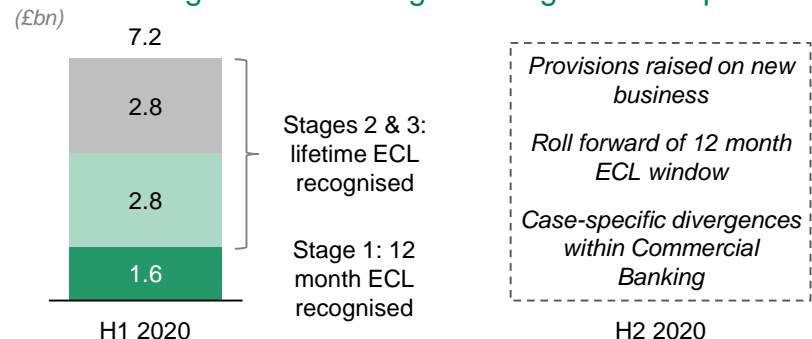 (£bn)
7.2
2.8
2.8
1.6
H1 2020
Stages 2 & 3:
lifetime ECL
recognised
Stage 1: 12
month ECL
recognised
Provisions raised on new
business
Roll forward of 12 month
ECL window
Case-specific divergences
within Commercial
Banking
H2 2020